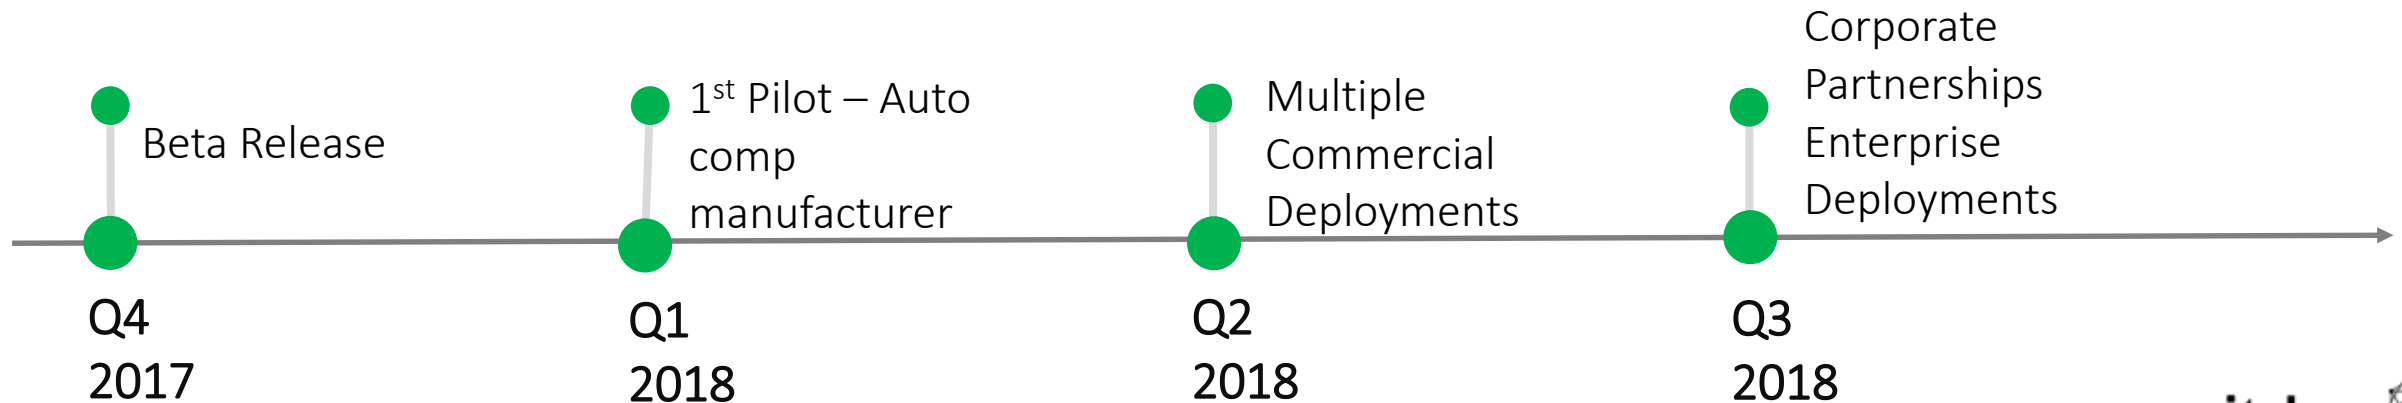 Beta Release
1st Pilot – Auto
comp
manufacturer
Multiple
Commercial
Deployments
Corporate
Partnerships
Enterprise
Deployments
Q4
2017
Q1
2018
Q2
2018
Q3
2018